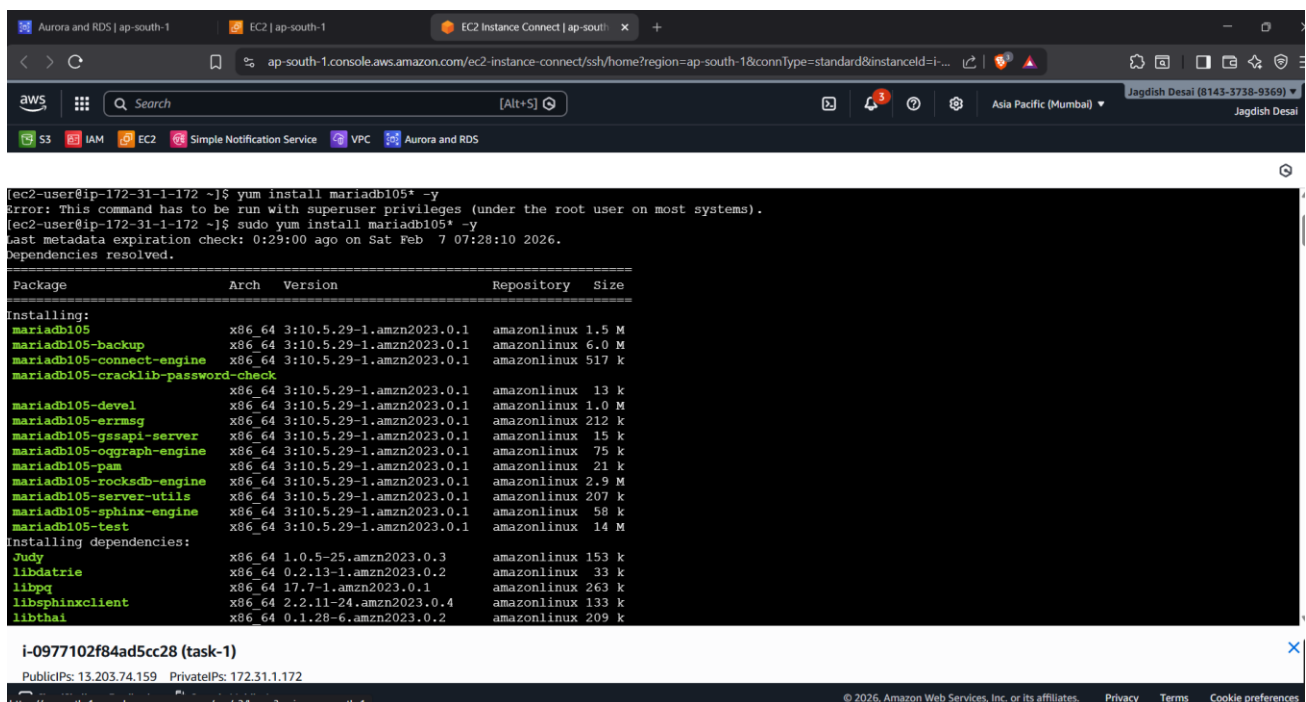 Aurora and RDS | ap-south-1
EC2 | ap-south-1
EC2 Instance Connect | ap-south
ap-south-1.console.aws.amazon.com/ec2-instance-connect/ssh/home?region=ap-south-1&connType=standard&instanceId=i-...
aws
Search
[Alt+S]
3
Asia Pacific (Mumbai)
Jagdish Desai (8143-3738-9369)
Jagdish Desai
S3 IAM EC2 Simple Notification Service VPC Aurora and RDS
[ec2-user@ip-172-31-1-172 ~]$ yum install mariadb105* -y
Error: This command has to be run with superuser privileges (under the root user on most systems).
[ec2-user@ip-172-31-1-172 ~]$ sudo yum install mariadb105* -y
Last metadata expiration check: 0:29:00 ago on Sat Feb  7 07:28:10 2026.
Dependencies resolved.
Package Arch Version Repository Size
Installing:
mariadb105 x86_64 3:10.5.29-1.amzn2023.0.1 amazonlinux 1.5 M
mariadb105-backup x86_64 3:10.5.29-1.amzn2023.0.1 amazonlinux 6.0 M
mariadb105-connect-engine x86_64 3:10.5.29-1.amzn2023.0.1 amazonlinux 517 k
mariadb105-cracklib-password-check
x86_64 3:10.5.29-1.amzn2023.0.1 amazonlinux 13 k
mariadb105-devel x86_64 3:10.5.29-1.amzn2023.0.1 amazonlinux 1.0 M
mariadb105-errmsg x86_64 3:10.5.29-1.amzn2023.0.1 amazonlinux 212 k
mariadb105-gssapi-server x86_64 3:10.5.29-1.amzn2023.0.1 amazonlinux 15 k
mariadb105-oqgraph-engine x86_64 3:10.5.29-1.amzn2023.0.1 amazonlinux 75 k
mariadb105-pam x86_64 3:10.5.29-1.amzn2023.0.1 amazonlinux 21 k
mariadb105-rocksdb-engine x86_64 3:10.5.29-1.amzn2023.0.1 amazonlinux 2.9 M
mariadb105-server-utils x86_64 3:10.5.29-1.amzn2023.0.1 amazonlinux 207 k
mariadb105-sphinx-engine x86_64 3:10.5.29-1.amzn2023.0.1 amazonlinux 58 k
mariadb105-test x86_64 3:10.5.29-1.amzn2023.0.1 amazonlinux 14 M
Installing dependencies:
Judy x86_64 1.0.5-25.amzn2023.0.3 amazonlinux 153 k
libdatrie x86_64 0.2.13-1.amzn2023.0.2 amazonlinux 33 k
libpq x86_64 17.7-1.amzn2023.0.1 amazonlinux 263 k
libsphinxclient x86_64 2.2.11-24.amzn2023.0.4 amazonlinux 133 k
libthai x86_64 0.1.28-6.amzn2023.0.2 amazonlinux 209 k
i-0977102f84ad5cc28 (task-1)
PublicIPs: 13.203.74.159 PrivateIPs: 172.31.1.172
© 2026, Amazon Web Services, Inc. or its affiliates. Privacy Terms Cookie preferences